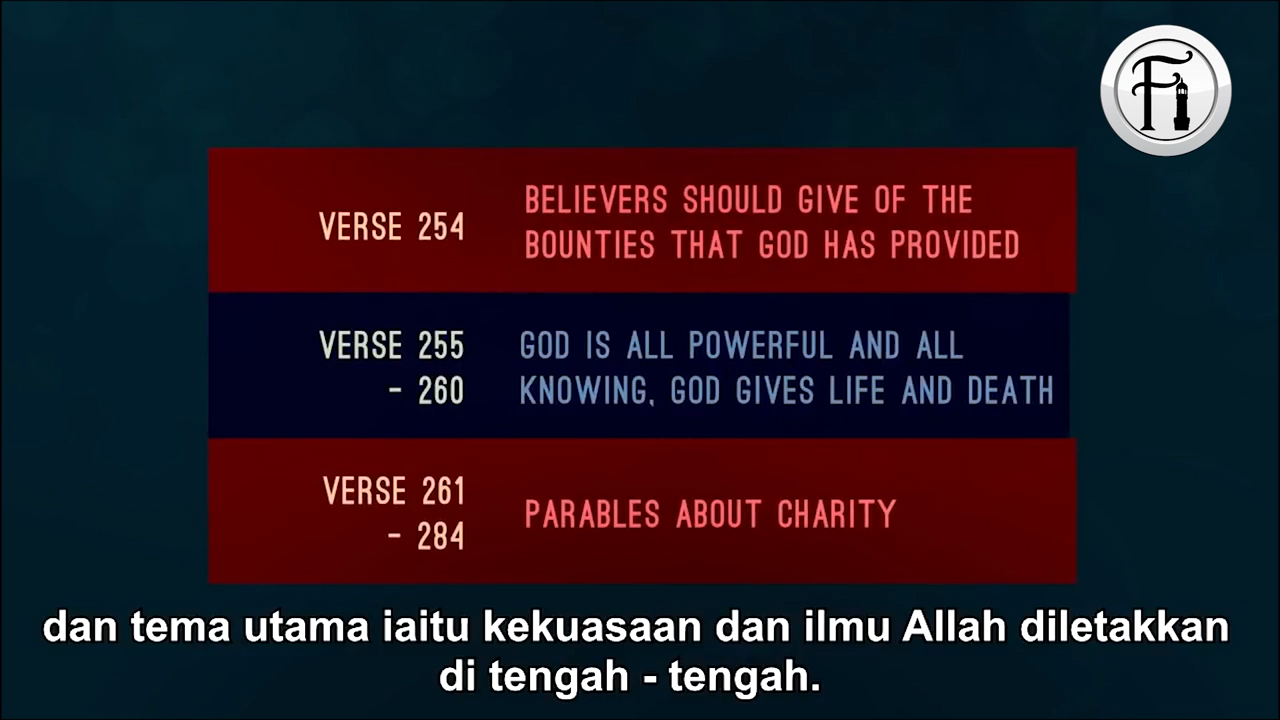 Fi
VERSE 254
BELIEVERS SHOULD GIVE OF THE
BOUNTIES THAT GOD HAS PROVIDED
VERSE 255
- 260
GOD IS ALL POWERFUL AND ALL
KNOWING, GOD GIVES LIFE AND DEATH
VERSE 261
- 284
PARABLES ABOUT CHARITY
dan tema utama iaitu kekuasaan dan ilmu Allah diletakkan
di tengah - tengah.